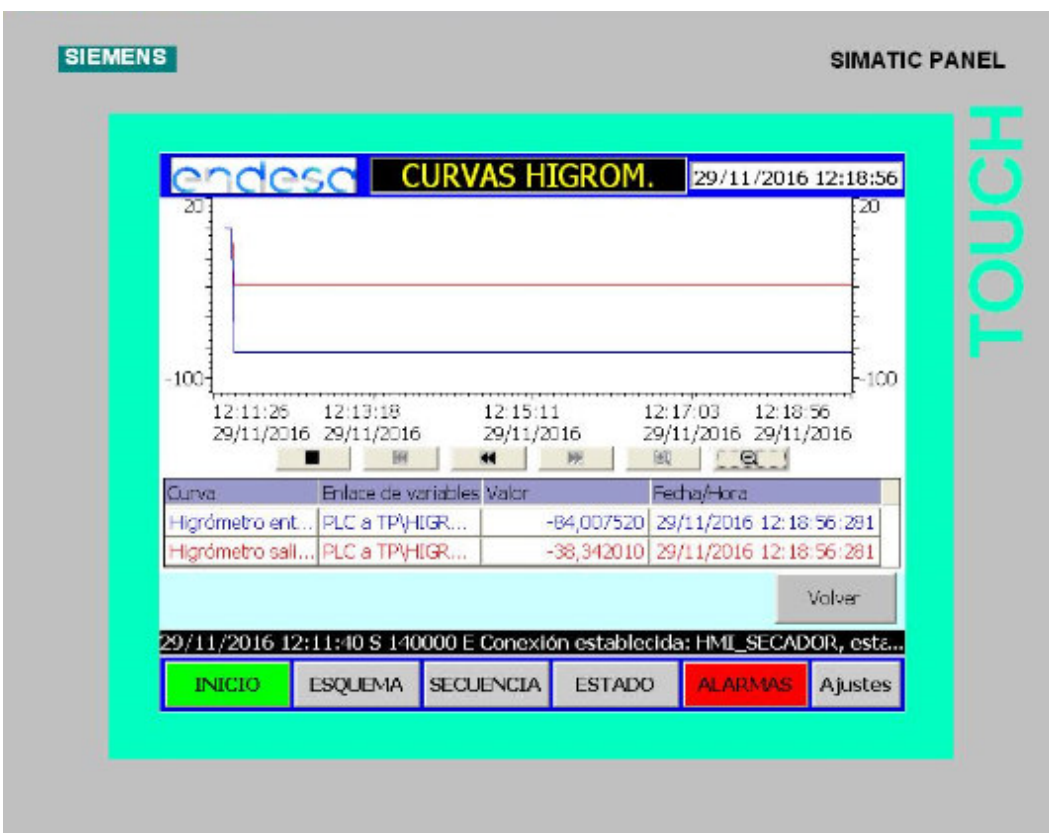 SIEMENS
SIMATIC PANEL
TOUCH
endesa CURVAS HIGROM. 29/11/2016 12:18:56
20 20
-100 -100
12:11:26 12:13:18 12:15:11 12:17:03 12:18:56
29/11/2016 29/11/2016 29/11/2016 29/11/2016 29/11/2016
Curva Enlace de variables Valor Fecha/Hora
Higrómetro ent... PLC a TP\HIGR... -84,007520 29/11/2016 12:18:56:281
Higrómetro sali... PLC a TP\HIGR... -38,342010 29/11/2016 12:18:56:281
Volver
29/11/2016 12:11:40 S 140000 E Conexión establecida: HMI_SECADOR, esta...
INICIO ESQUEMA SECUENCIA ESTADO ALARMAS Ajustes